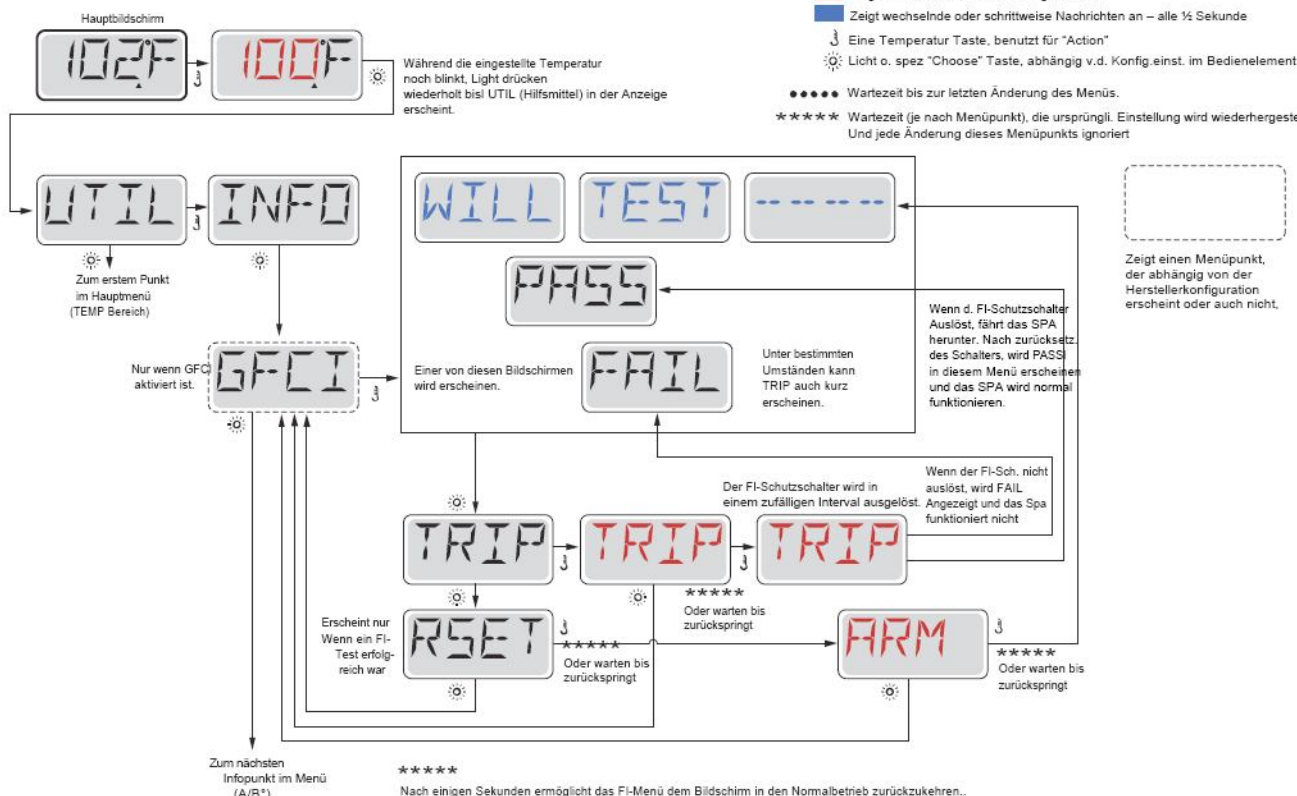 Hauptbildschirm
102°F
100°F
Während die eingestellte Temperatur
noch blinkt, Light drücken
wiederholt bisl UTIL (Hilfsmittel) in der Anzeige
erscheint.
Zeigt wechselnde oder schrittweise Nachrichten an – alle ½ Sekunde
Eine Temperatur Taste, benutzt für "Action"
Licht o. spez "Choose" Taste, abhängig v.d. Konfig.einst. im Bedienelement
••••• Wartezeit bis zur letzten Änderung des Menüs.
***** Wartezeit (je nach Menüpunkt), die ursprüngli. Einstellung wird wiederhergeste
Und jede Änderung dieses Menüpunkts ignoriert
UTIL
INFO
Zum erstem Punkt
im Hauptmenü
(TEMP Bereich)
WILL
TEST
-- -- -- --
PASS
FAIL
Zeigt einen Menüpunkt,
der abhängig von der
Herstellerkonfiguration
erscheint oder auch nicht,
Nur wenn GFC
aktiviert ist.
GFCI
Einer von diesen Bildschirmen
wird erscheinen.
Unter bestimmten
Umständen kann
TRIP auch kurz
erscheinen.
Wenn d. FI-Schutzschalter
Auslöst, fährt das SPA
herunter. Nach zurücksetz.
des Schalters, wird PASSI
in diesem Menü erscheinen
und das SPA wird normal
funktionieren.
Der FI-Schutzschalter wird in
einem zufälligen Interval ausgelöst.
Wenn der FI-Sch. nicht
auslöst, wird FAIL
Angezeigt und das Spa
funktioniert nicht
TRIP
TRIP
TRIP
*****
Oder warten bis
zurückspringt
Erscheint nur
Wenn ein FI-
Test erfolg-
reich war
RSET
*****
Oder warten bis
zurückspringt
ARM
*****
Oder warten bis
zurückspringt
Zum nächsten
Infopunkt im Menü
(A/B°)
*****
Nach einigen Sekunden ermöglicht das FI-Menü dem Bildschirm in den Normalbetrieb zurückzukehren..